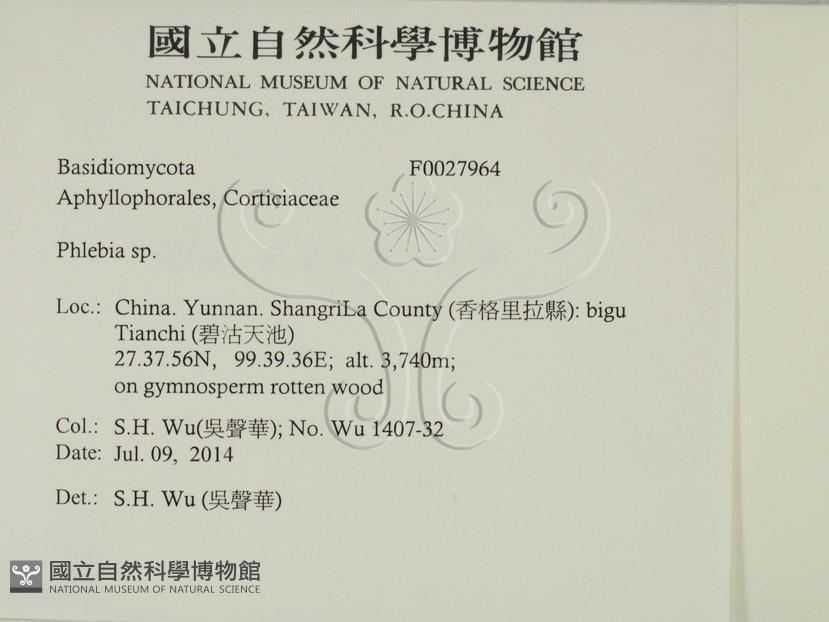 國立自然科學博物館
NATIONAL MUSEUM OF NATURAL SCIENCE
TAICHUNG, TAIWAN, R.O.CHINA
Basidiomycota F0027964
Aphyllophorales, Corticiaceae
Phlebia sp.
Loc.: China. Yunnan. ShangriLa County (香格里拉縣): bigu
Tianchi (碧沽天池)
27.37.56N, 99.39.36E; alt. 3,740m;
on gymnosperm rotten wood
Col.: S.H. Wu(吳聲華); No. Wu 1407-32
Date: Jul. 09, 2014
Det.: S.H. Wu (吳聲華)
國立自然科學博物館
NATIONAL MUSEUM OF NATURAL SCIENCE